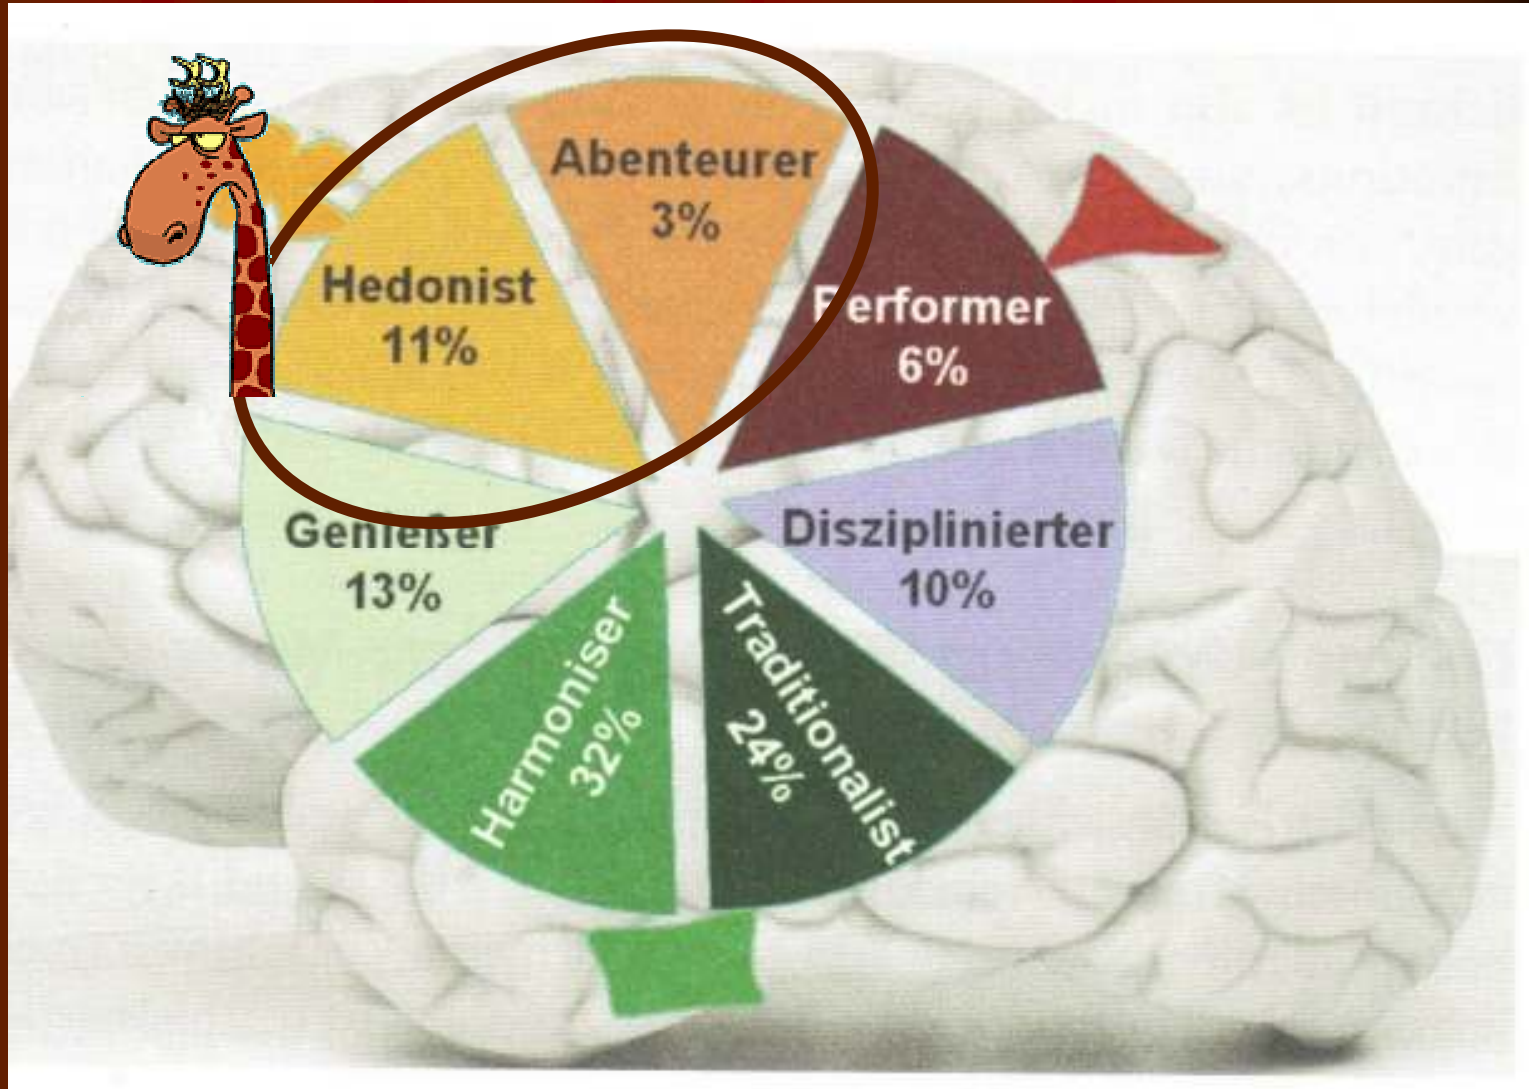 Abenteurer
3%
Hedonist
11%
Performer
6%
Genießer
13%
Disziplinierter
10%
Harmoniser
32%
Traditionalist
24%